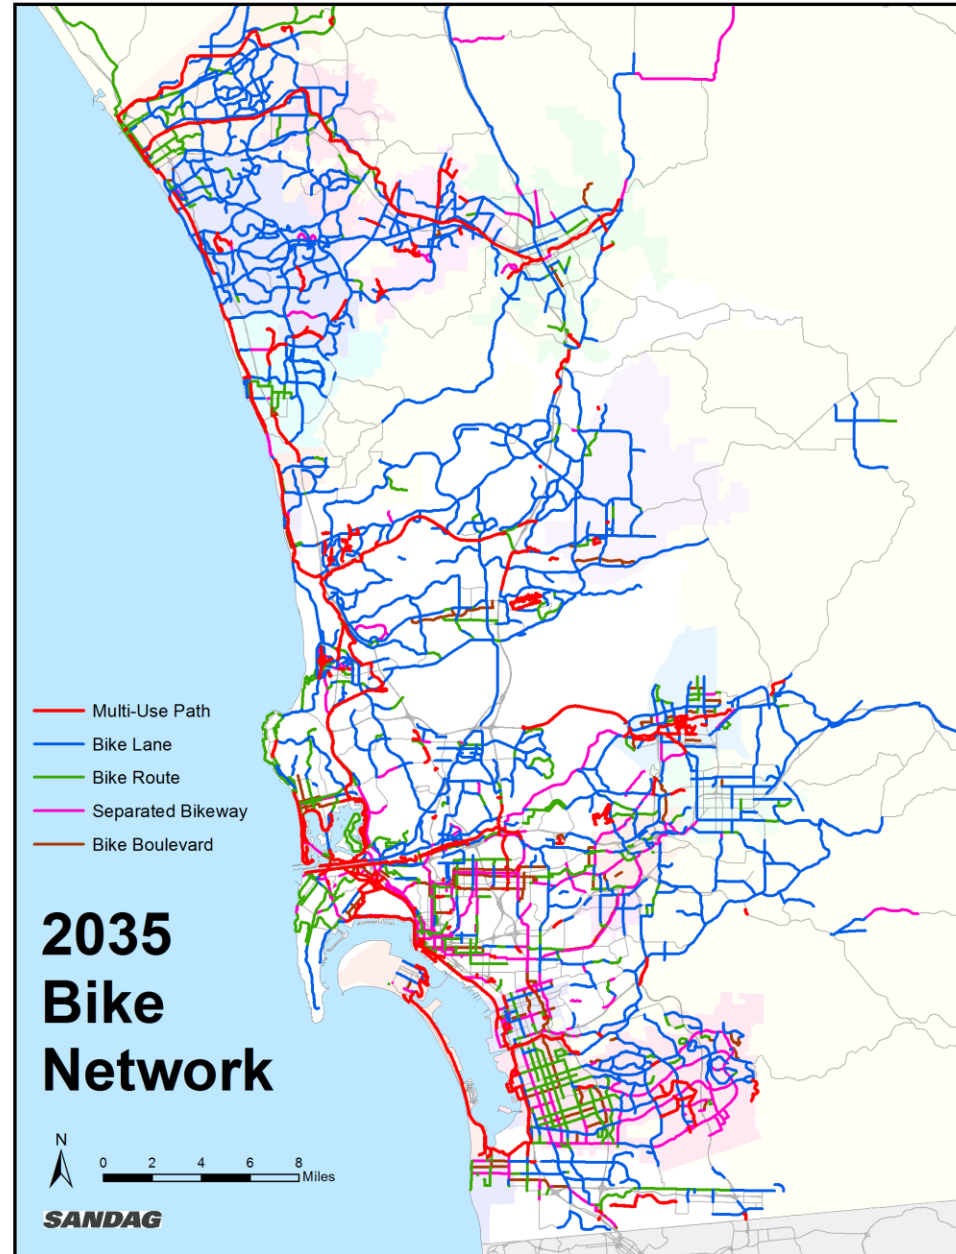 Multi-Use Path
Bike Lane
Bike Route
Separated Bikeway
Bike Boulevard
2035
Bike
Network
N
0 2 4 6 8
Miles
SANDAG